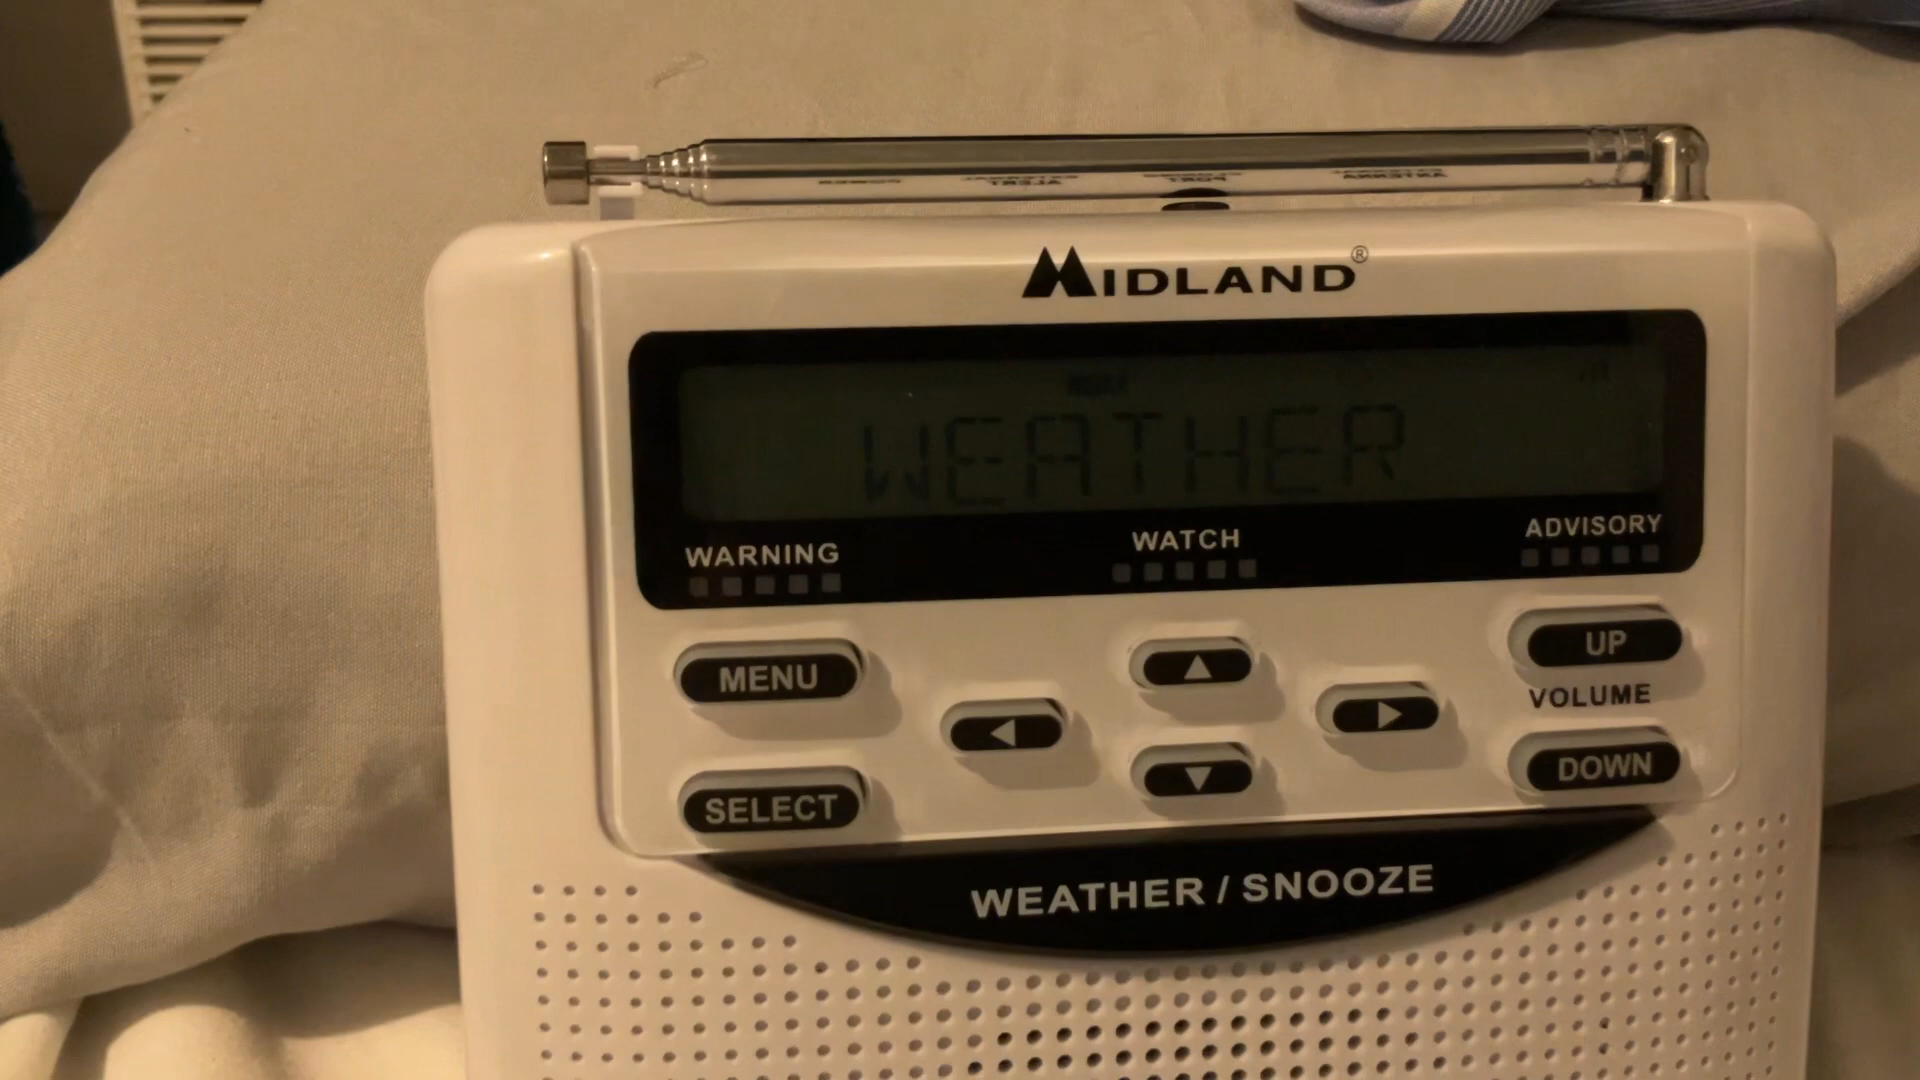 MIDLAND®
WEATHER
WARNING
WATCH
ADVISORY
MENU
UP
VOLUME
SELECT
DOWN
WEATHER / SNOOZE